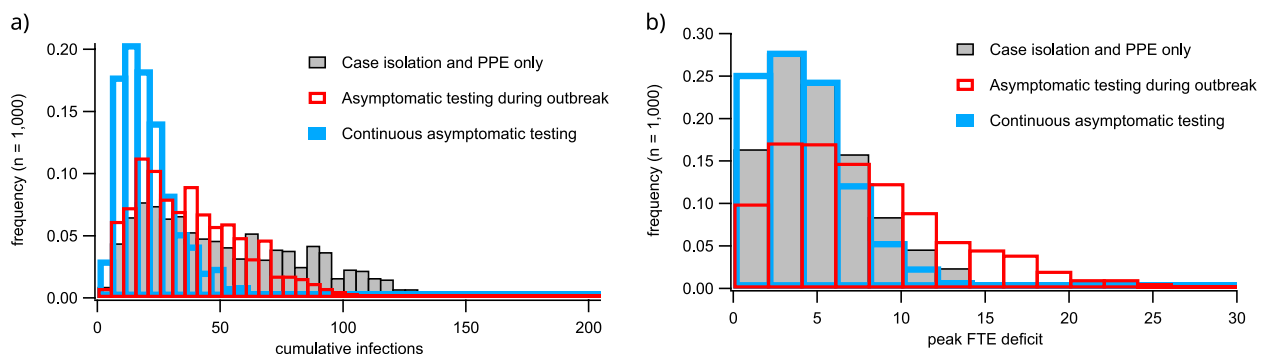 a)
0.20
0.15
0.10
0.05
0.00
frequency (n = 1,000)
0
50
100
150
200
cumulative infections
Case isolation and PPE only
Asymptomatic testing during outbreak
Continuous asymptomatic testing
b)
0.30
0.25
0.20
0.15
0.10
0.05
0.00
frequency (n = 1,000)
0
5
10
15
20
25
30
peak FTE deficit
Case isolation and PPE only
Asymptomatic testing during outbreak
Continuous asymptomatic testing